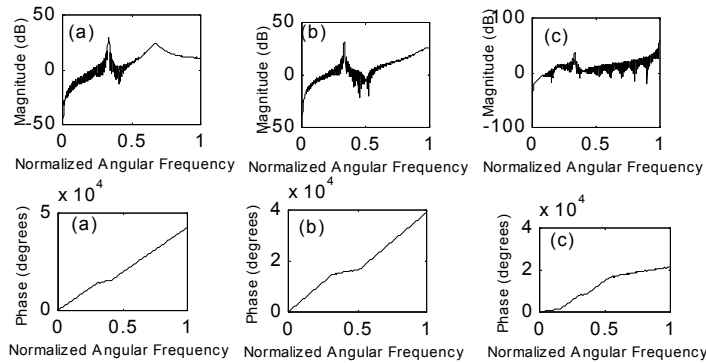 50
(a)
Magnitude (dB)
0
-50
0
0.5
1
Normalized Angular Frequency
50
(b)
Magnitude (dB)
0
-50
0
0.5
1
Normalized Angular Frequency
100
(c)
Magnitude (dB)
0
-100
0
0.5
1
Normalized Angular Frequency
x 10^4
5
(a)
Phase (degrees)
0
0
0.5
1
Normalized Angular Frequency
x 10^4
4
(b)
2
Phase (degrees)
0
0
0.5
1
Normalized Angular Frequency
x 10^4
4
(c)
2
Phase (degrees)
0
0
0.5
1
Normalized Angular Frequency